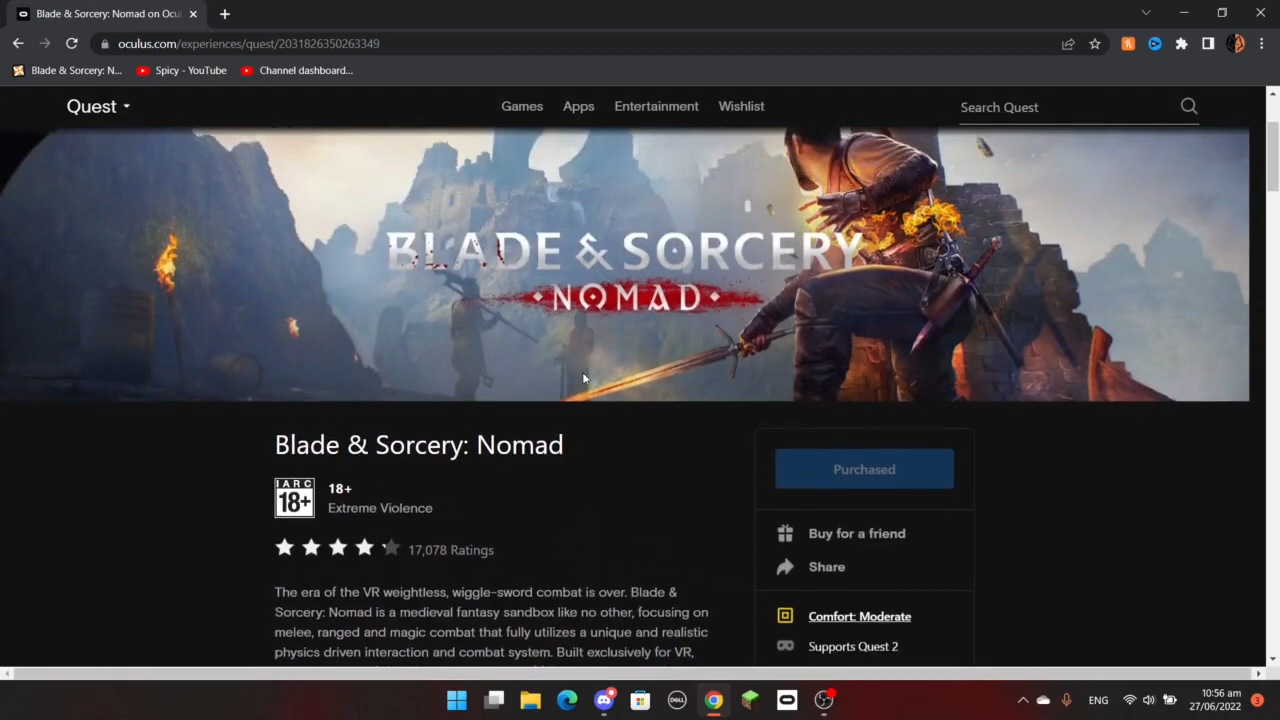 Blade & Sorcery: Nomad on Ocu
oculus.com/experiences/quest/2031826350263349
Blade & Sorcery: N...
Spicy - YouTube
Channel dashboard...
Quest
Games
Apps
Entertainment
Wishlist
Search Quest
BLADE & SORCERY
NOMAD
Blade & Sorcery: Nomad
Purchased
IARC
18+
18+
Extreme Violence
Buy for a friend
17,078 Ratings
Share
The era of the VR weightless, wiggle-sword combat is over. Blade &
Sorcery: Nomad is a medieval fantasy sandbox like no other, focusing on
melee, ranged and magic combat that fully utilizes a unique and realistic
physics driven interaction and combat system. Built exclusively for VR,
Comfort: Moderate
Supports Quest 2
DELL
ENG
10:56 am
27/06/2022
3